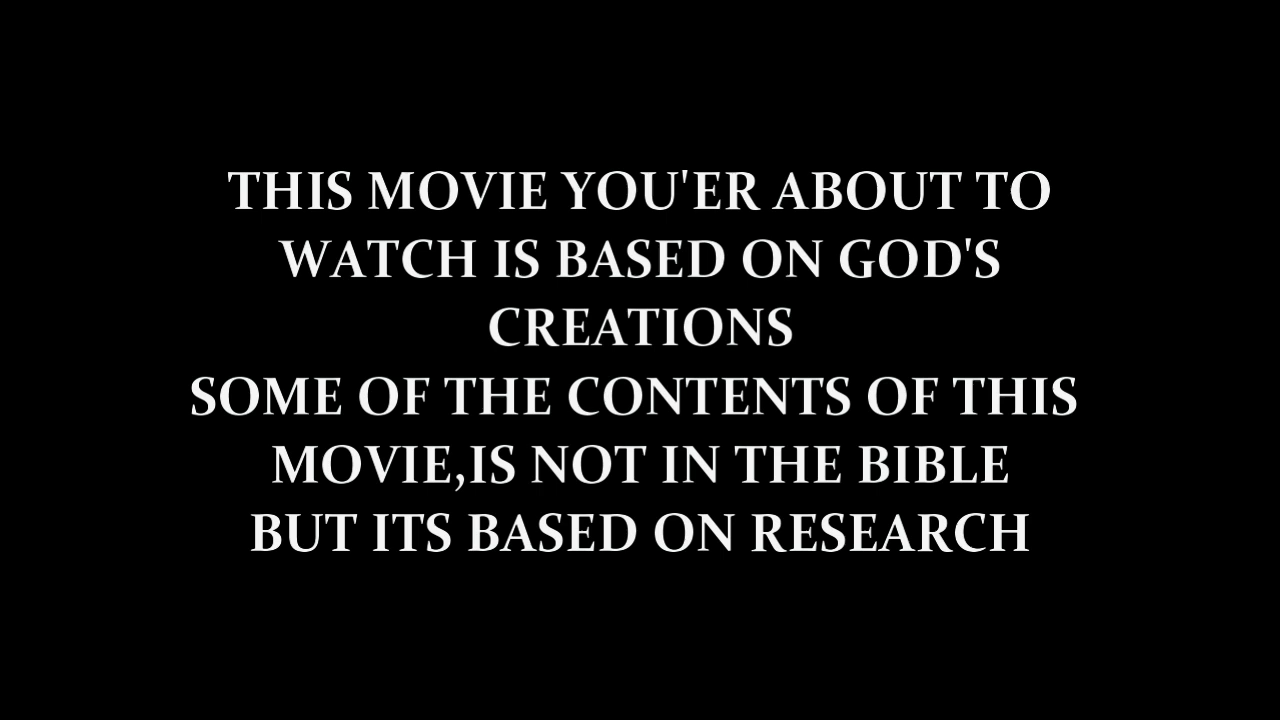 THIS MOVIE YOU'ER ABOUT TO
WATCH IS BASED ON GOD'S
CREATIONS
SOME OF THE CONTENTS OF THIS
MOVIE,IS NOT IN THE BIBLE
BUT ITS BASED ON RESEARCH